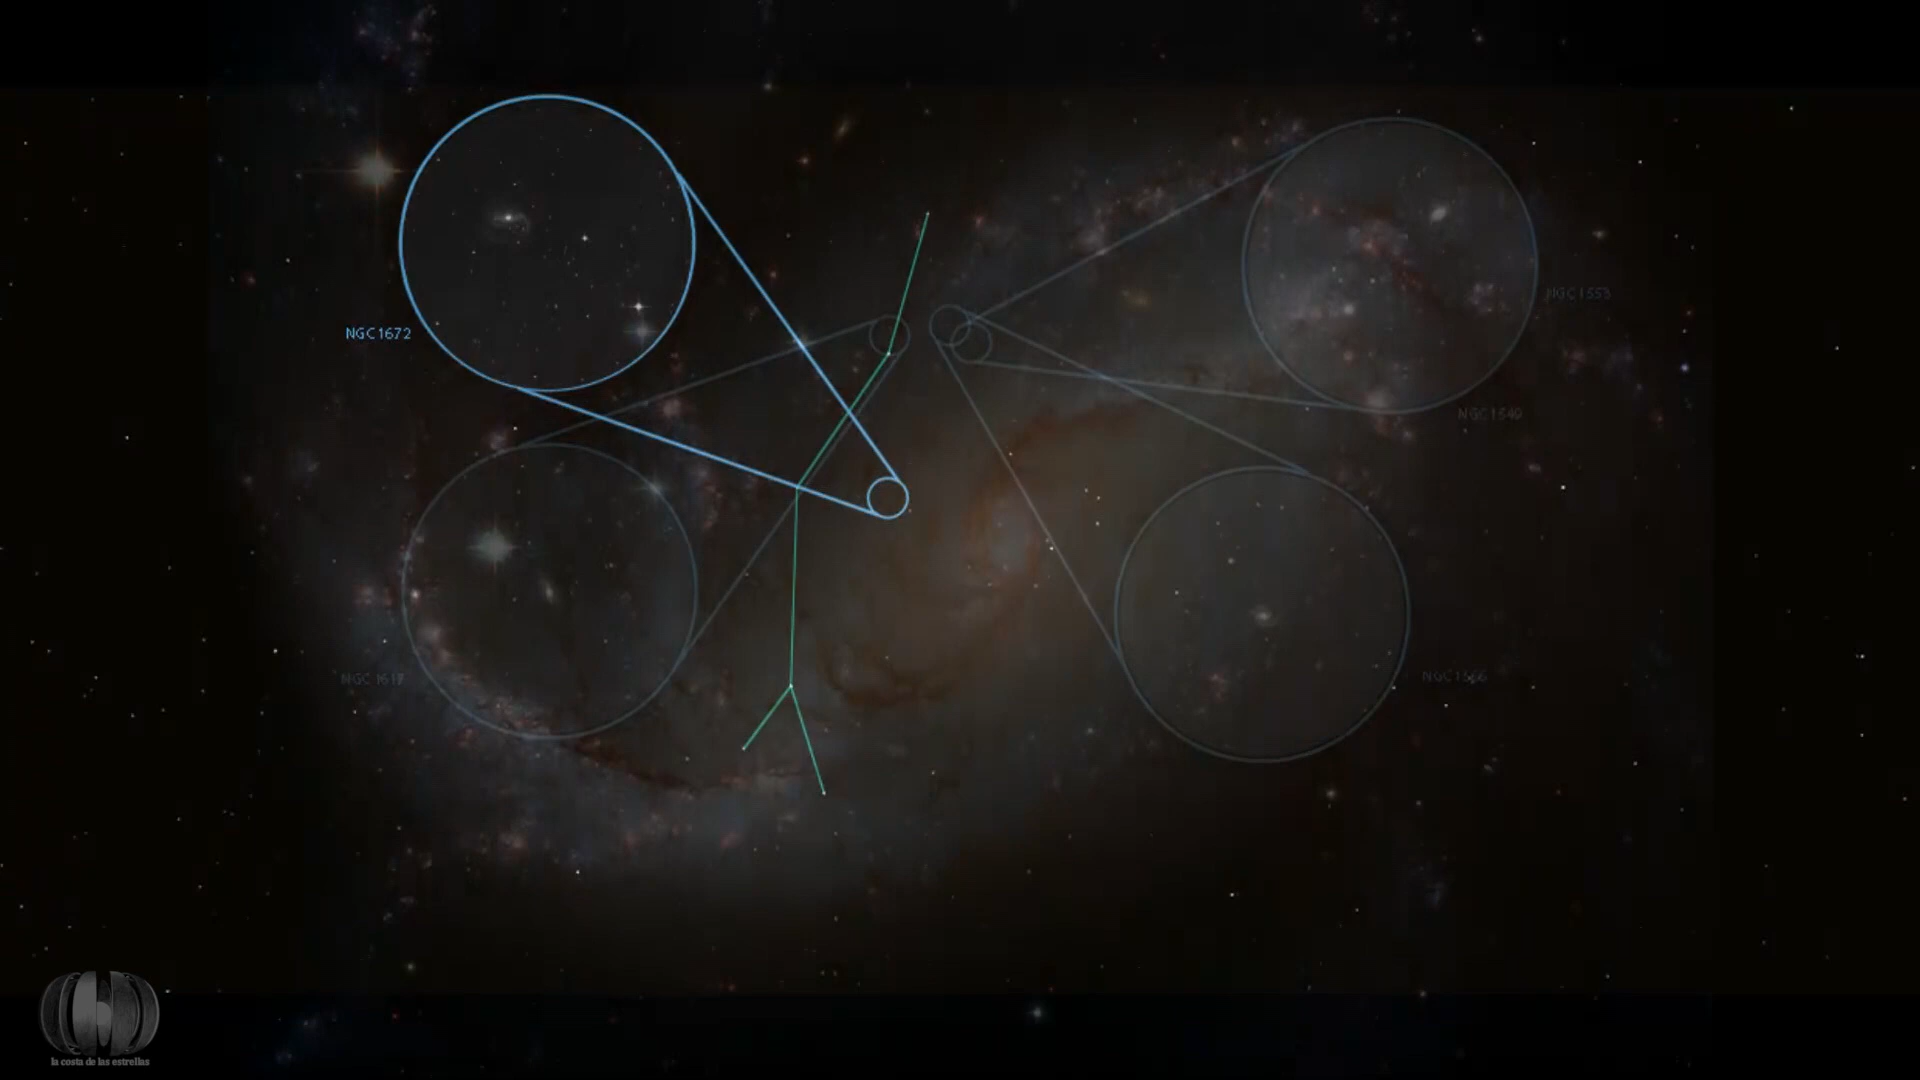 NGC1553
NGC1672
NGC1549
NGC1617
NGC1566
la costa de las estrellas